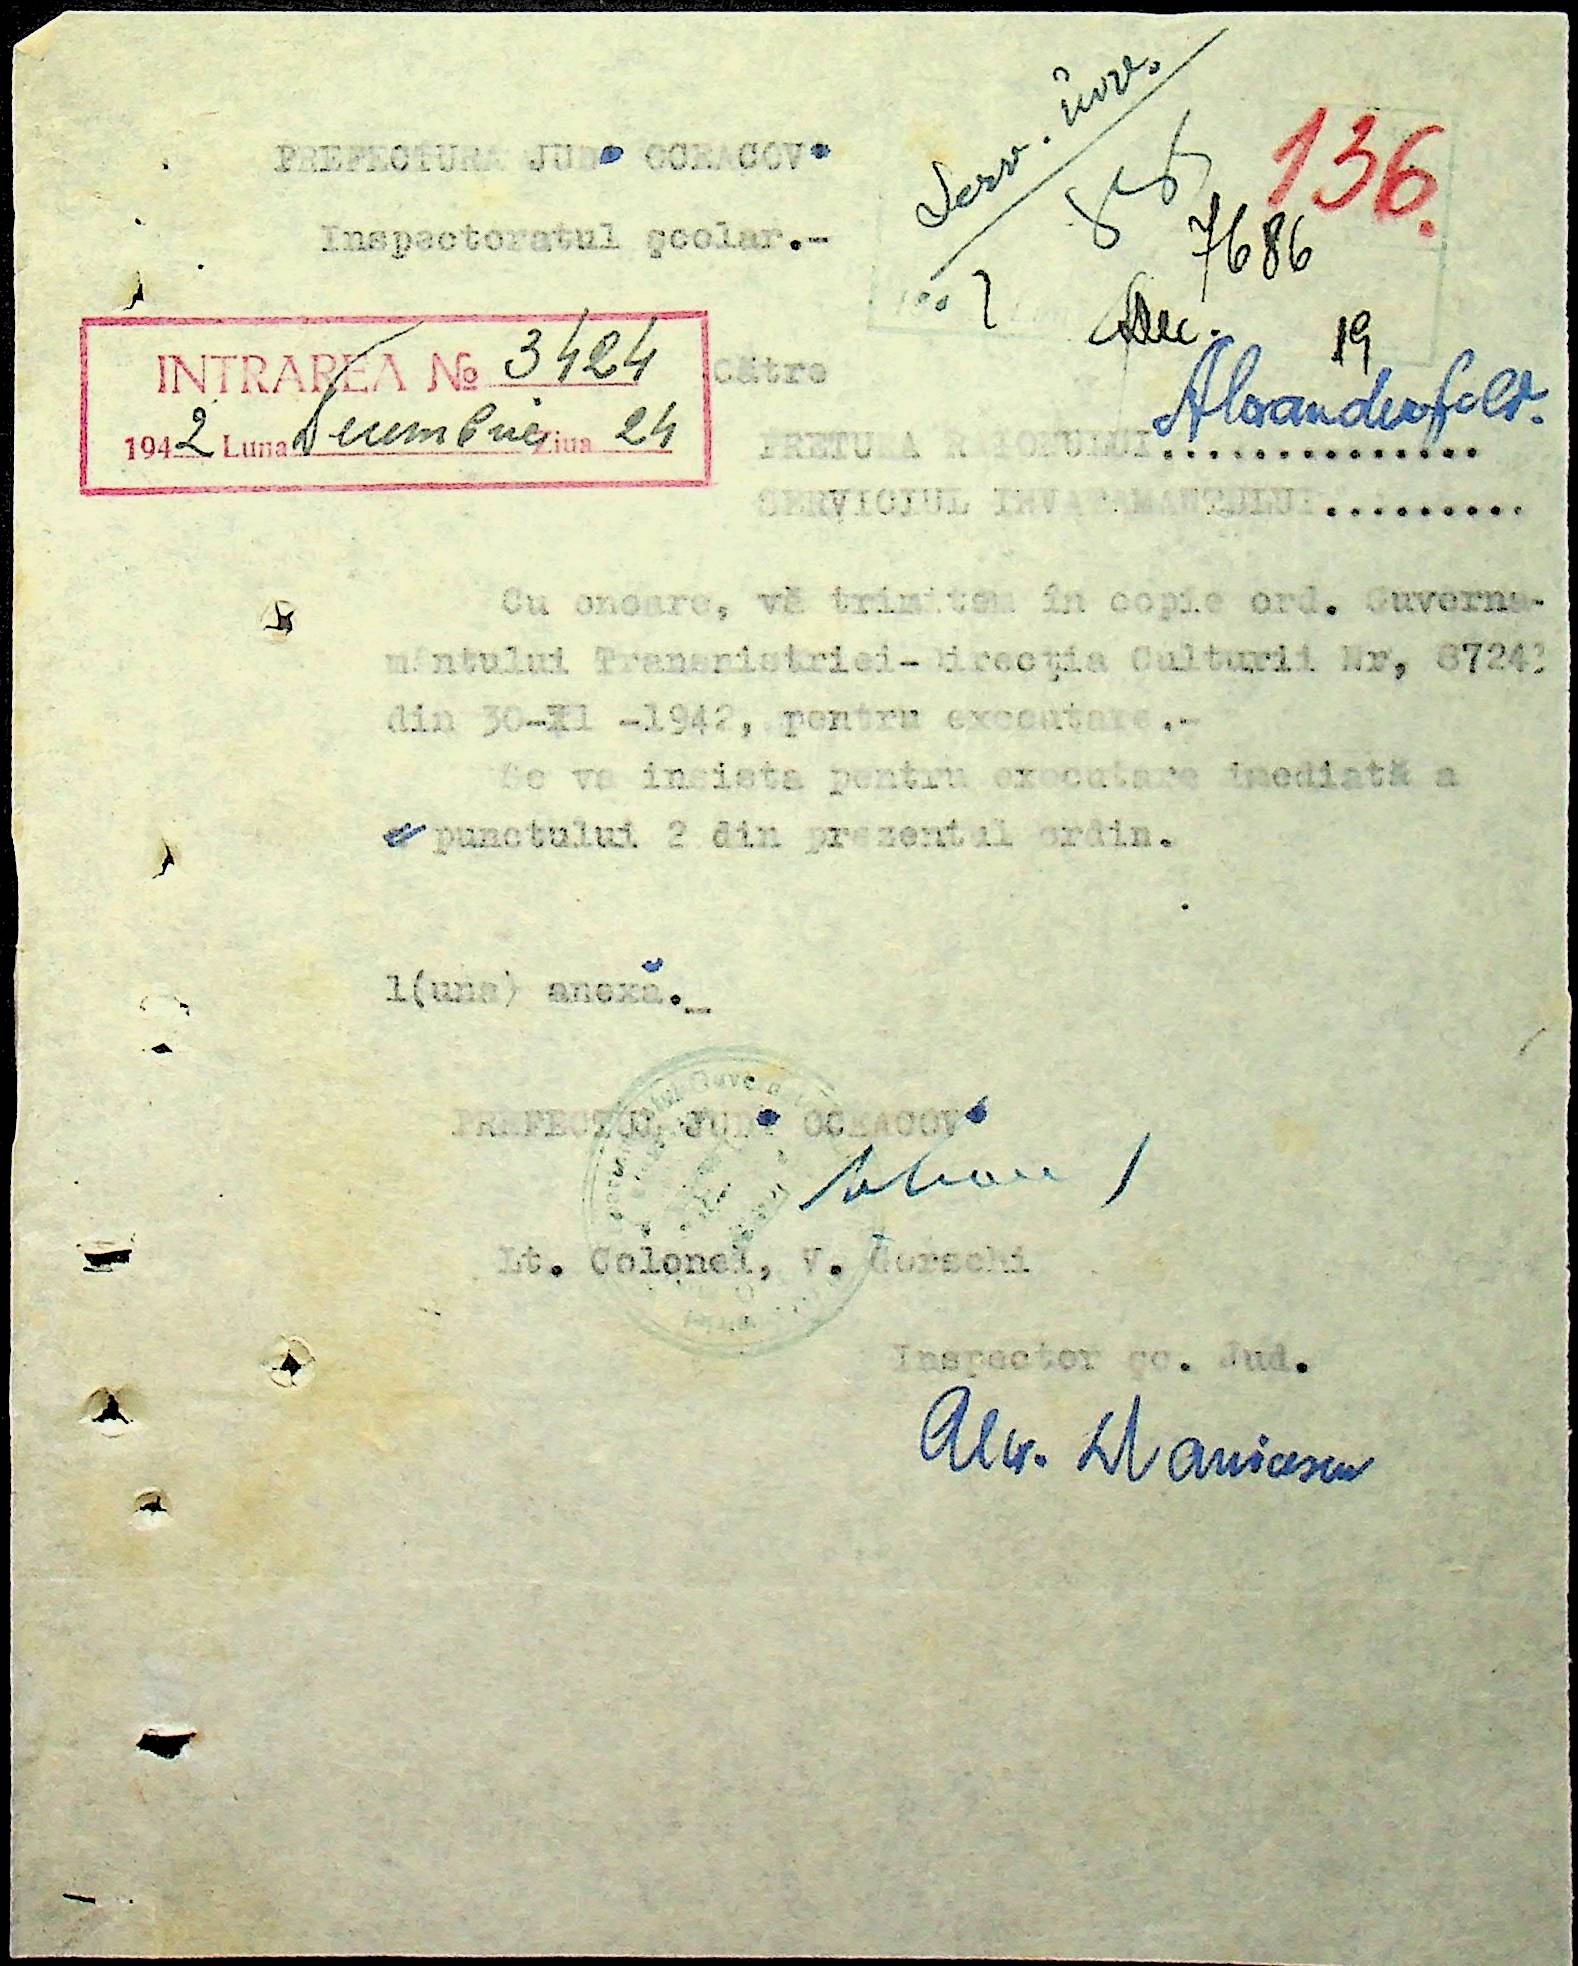 Serv. înv.
136.
PREFECTURA JUD. OCEACOV.
7686
Inspectoratul şcolar.-
Dec. 19
INTRAREA № 3424
1942 Luna Decembrie Ziua 24
Către
PRETURA RAIONULUI Alexanderfeld...............
SERVICIUL INVATAMANTULUI.........
Cu onoare, vă trimitem în copie ord. Guverna-
mântului Transnistriei-Direcţia Culturii Nr, 8724
din 30-XI -1942, pentru executare.-
Se va insista pentru executare imediată a
punctului 2 din prezentul ordin.
1(una) anexă._
PREFECTUL JUD. OCEACOV.
Lt. Colonel, V. Gorschi
Inspector şc. Jud.
Alex.